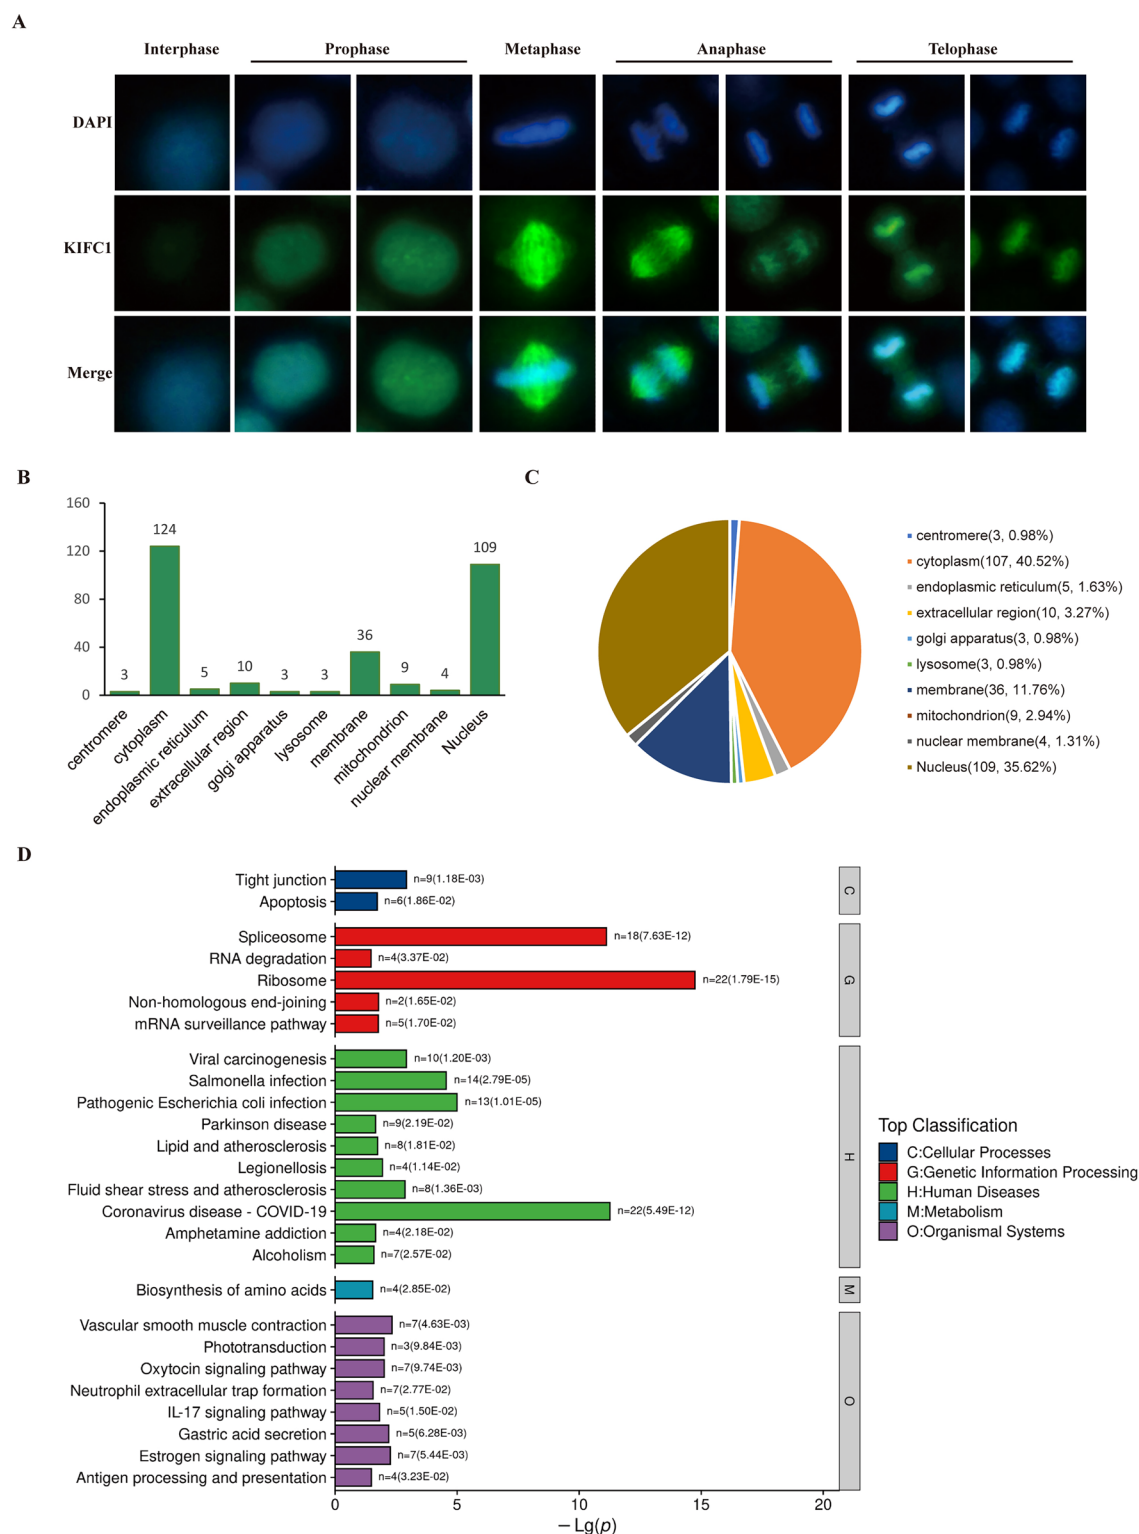 A
Interphase Prophase Metaphase Anaphase Telophase
DAPI
KIFC1
Merge
B
160
120
80
40
0
3
124
5
10
3
3
36
9
4
109
centromere
cytoplasm
endoplasmic reticulum
extracellular region
golgi apparatus
lysosome
membrane
mitochondrion
nuclear membrane
Nucleus
C
centromere(3, 0.98%)
cytoplasm(107, 40.52%)
endoplasmic reticulum(5, 1.63%)
extracellular region(10, 3.27%)
golgi apparatus(3, 0.98%)
lysosome(3, 0.98%)
membrane(36, 11.76%)
mitochondrion(9, 2.94%)
nuclear membrane(4, 1.31%)
Nucleus(109, 35.62%)
D
Tight junction n=9(1.18E-03)
Apoptosis n=6(1.86E-02)
C
Spliceosome n=18(7.63E-12)
RNA degradation n=4(3.37E-02)
Ribosome n=22(1.79E-15)
Non-homologous end-joining n=2(1.65E-02)
mRNA surveillance pathway n=5(1.70E-02)
G
Viral carcinogenesis n=10(1.20E-03)
Salmonella infection n=14(2.79E-05)
Pathogenic Escherichia coli infection n=13(1.01E-05)
Parkinson disease n=9(2.19E-02)
Lipid and atherosclerosis n=8(1.81E-02)
Legionellosis n=4(1.14E-02)
Fluid shear stress and atherosclerosis n=8(1.36E-03)
Coronavirus disease - COVID-19 n=22(5.49E-12)
Amphetamine addiction n=4(2.18E-02)
Alcoholism n=7(2.57E-02)
H
Biosynthesis of amino acids n=4(2.85E-02)
M
Vascular smooth muscle contraction n=7(4.63E-03)
Phototransduction n=3(9.84E-03)
Oxytocin signaling pathway n=7(9.74E-03)
Neutrophil extracellular trap formation n=7(2.77E-02)
IL-17 signaling pathway n=5(1.50E-02)
Gastric acid secretion n=5(6.28E-03)
Estrogen signaling pathway n=7(5.44E-03)
Antigen processing and presentation n=4(3.23E-02)
O
0 5 10 15 20
－Lg(p)
Top Classification
C:Cellular Processes
G:Genetic Information Processing
H:Human Diseases
M:Metabolism
O:Organismal Systems